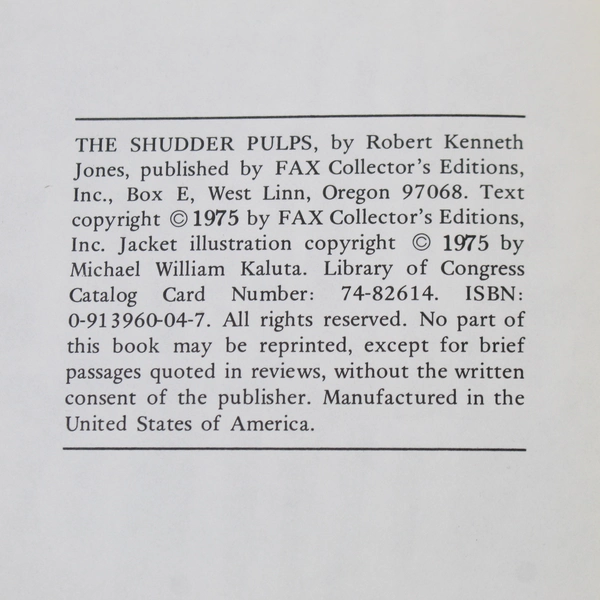 THE SHUDDER PULPS, by Robert Kenneth
Jones, published by FAX Collector's Editions,
Inc., Box E, West Linn, Oregon 97068. Text
copyright © 1975 by FAX Collector's Editions,
Inc. Jacket illustration copyright © 1975 by
Michael William Kaluta. Library of Congress
Catalog Card Number: 74-82614. ISBN:
0-913960-04-7. All rights reserved. No part of
this book may be reprinted, except for brief
passages quoted in reviews, without the written
consent of the publisher. Manufactured in the
United States of America.